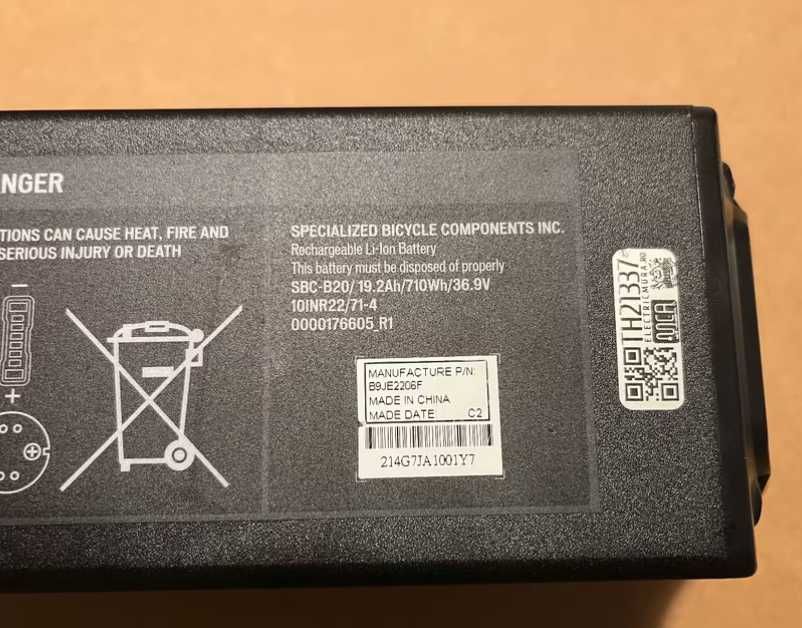 NGER
TIONS CAN CAUSE HEAT, FIRE AND
SERIOUS INJURY OR DEATH
−
+
SPECIALIZED BICYCLE COMPONENTS INC.
Rechargeable Li-Ion Battery
This battery must be disposed of properly
SBC-B20/ 19.2Ah/710Wh/36.9V
10INR22/71-4
0000176605_R1
MANUFACTURE P/N:
B9JE2206F
MADE IN CHINA
MADE DATE: C2
214G7JA1001Y7
TH21337
ELECTRICMURA.RO